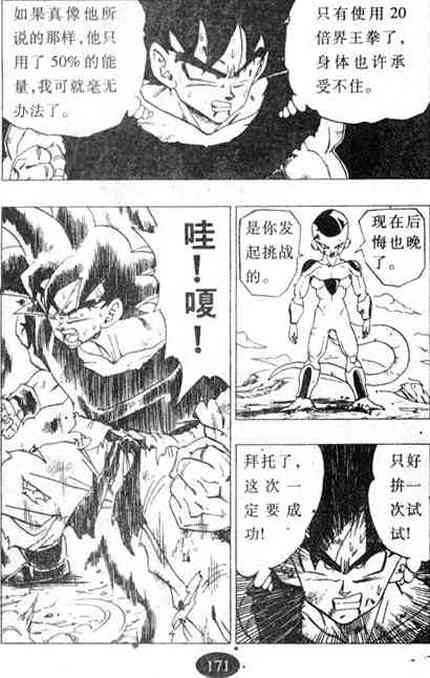 只有使用20
倍界王拳了，
身体也许承
受不住。
如果真像他所
说的那样，他只
用了50%的能
量，我可就毫无
办法了。
现在后
悔也晚
了。
是你发
起挑战
的。
哇！嗄！
只好
拚一
次试
试！
拜托了，
这次一
定要成
功！
171